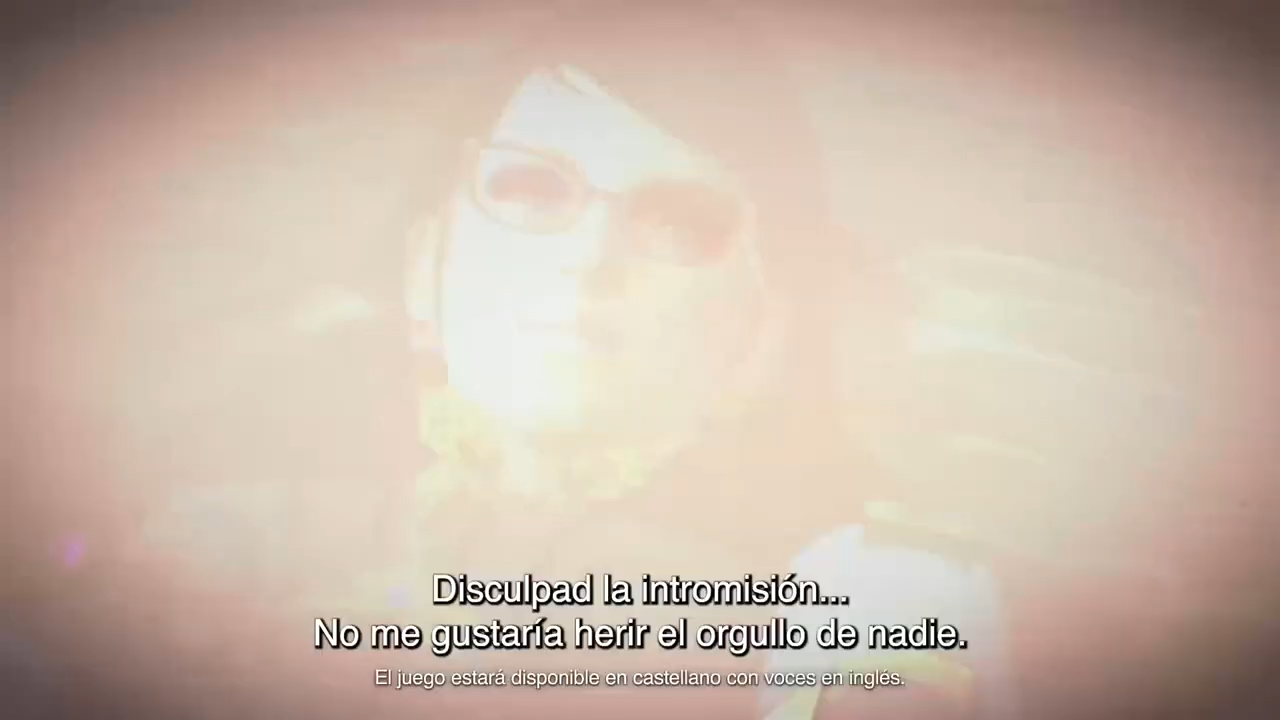 Disculpad la intromisión...
No me gustaría herir el orgullo de nadie.
El juego estará disponible en castellano con voces en inglés.